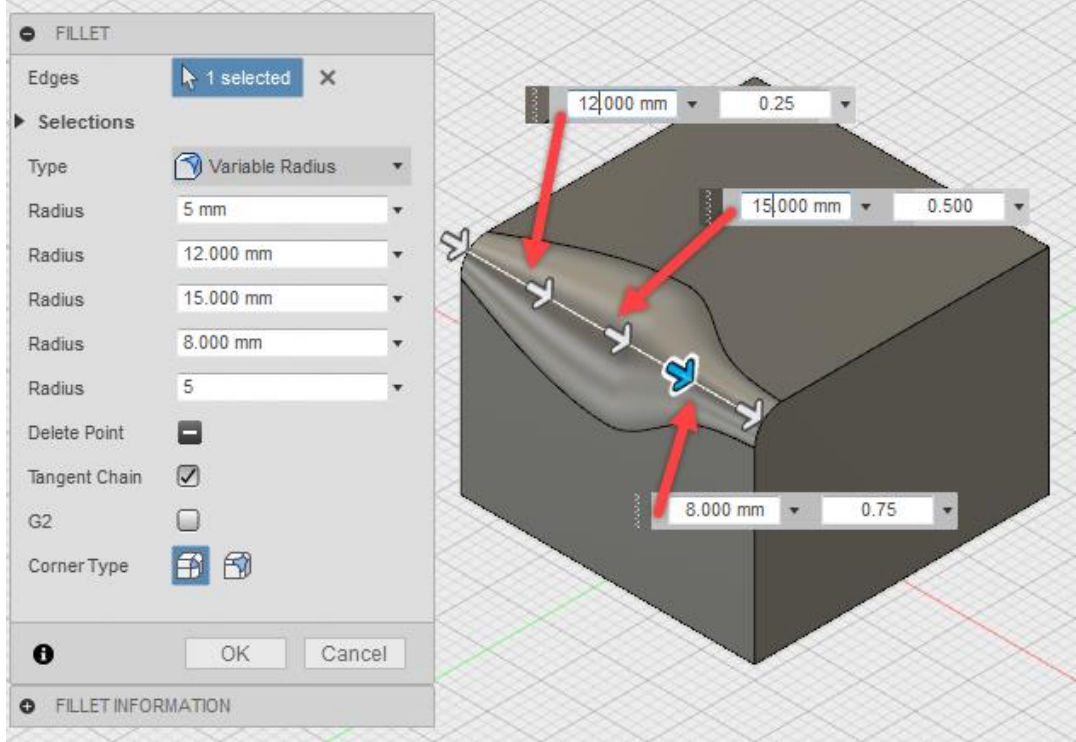 FILLET
Edges 1 selected
Selections
Type Variable Radius
Radius 5 mm
Radius 12.000 mm
Radius 15.000 mm
Radius 8.000 mm
Radius 5
Delete Point
Tangent Chain
G2
Corner Type
OK Cancel
FILLET INFORMATION
12.000 mm 0.25
15.000 mm 0.500
8.000 mm 0.75